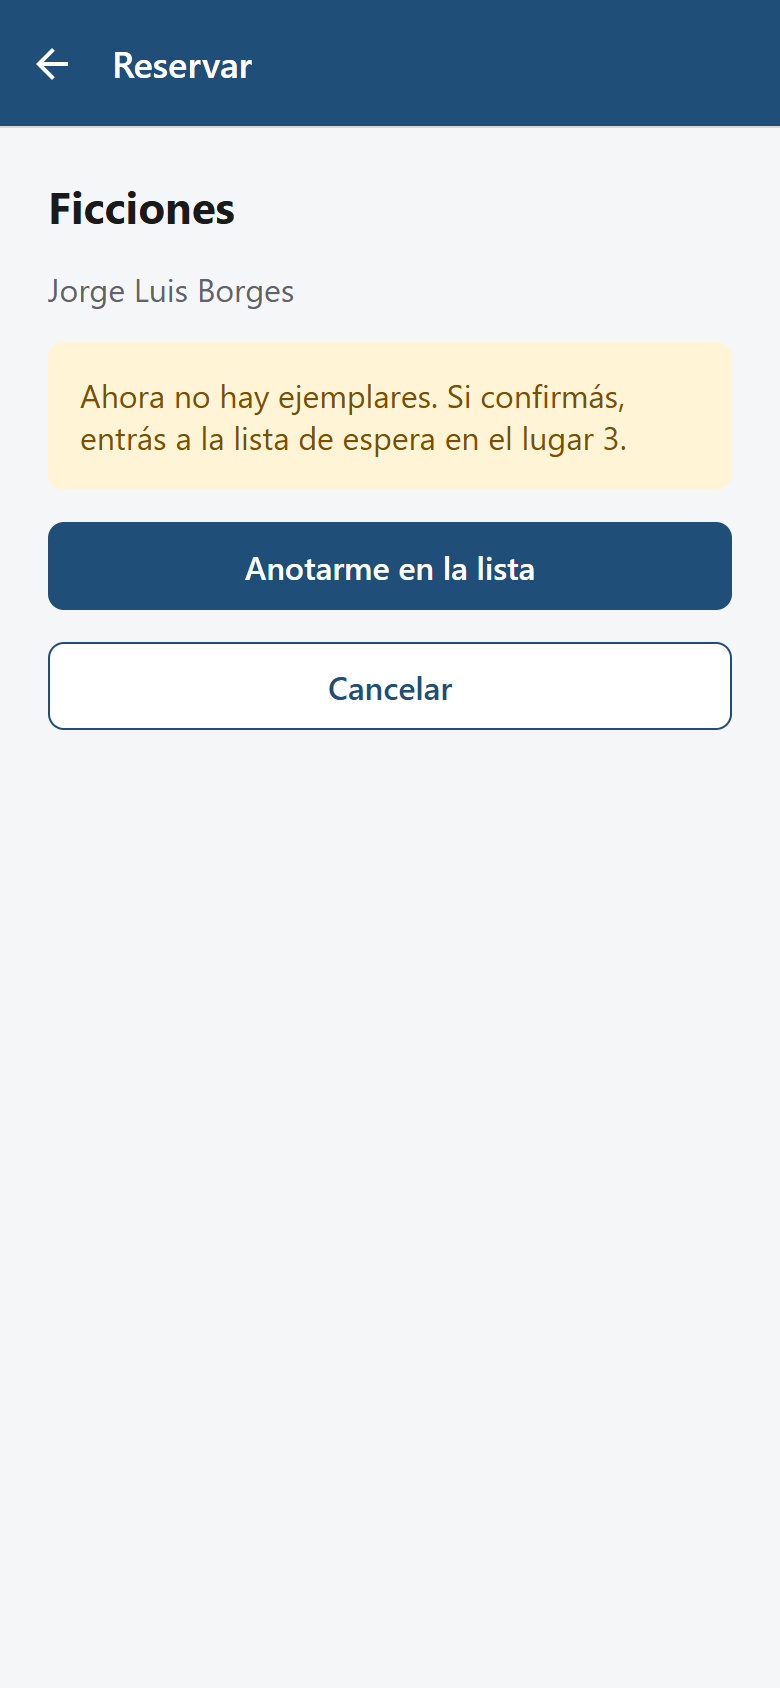 Reservar
Ficciones
Jorge Luis Borges
Ahora no hay ejemplares. Si confirmás,
entrás a la lista de espera en el lugar 3.
Anotarme en la lista
Cancelar